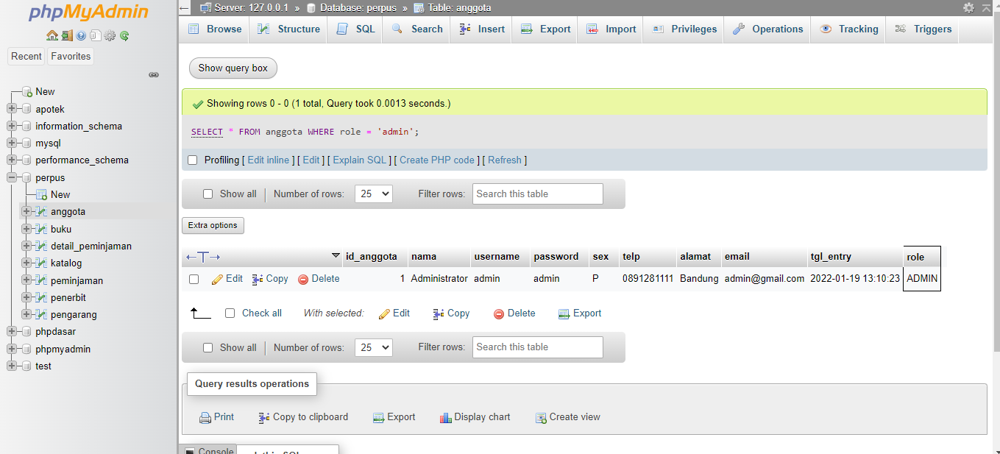 phpMyAdmin
Recent Favorites
New
apotek
information_schema
mysql
performance_schema
perpus
New
anggota
buku
detail_peminjaman
katalog
peminjaman
penerbit
pengarang
phpdasar
phpmyadmin
test
Server: 127.0.0.1 » Database: perpus » Table: anggota
Browse Structure SQL Search Insert Export Import Privileges Operations Tracking Triggers
Show query box
Showing rows 0 - 0 (1 total, Query took 0.0013 seconds.)
SELECT * FROM anggota WHERE role = 'admin';
Profiling [ Edit inline ] [ Edit ] [ Explain SQL ] [ Create PHP code ] [ Refresh ]
Show all Number of rows: 25 Filter rows: Search this table
Extra options
id_anggota nama username password sex telp alamat email tgl_entry role
Edit Copy Delete 1 Administrator admin admin P 0891281111 Bandung admin@gmail.com 2022-01-19 13:10:23 ADMIN
Check all With selected: Edit Copy Delete Export
Show all Number of rows: 25 Filter rows: Search this table
Query results operations
Print Copy to clipboard Export Display chart Create view
Console